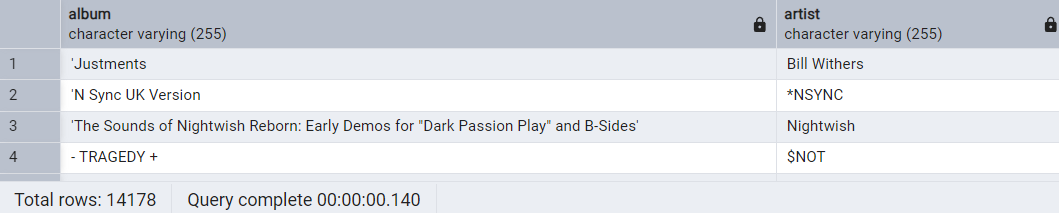 album artist
character varying (255) character varying (255)
1 'Justments Bill Withers
2 'N Sync UK Version *NSYNC
3 'The Sounds of Nightwish Reborn: Early Demos for "Dark Passion Play" and B-Sides' Nightwish
4 - TRAGEDY + $NOT
Total rows: 14178 Query complete 00:00:00.140